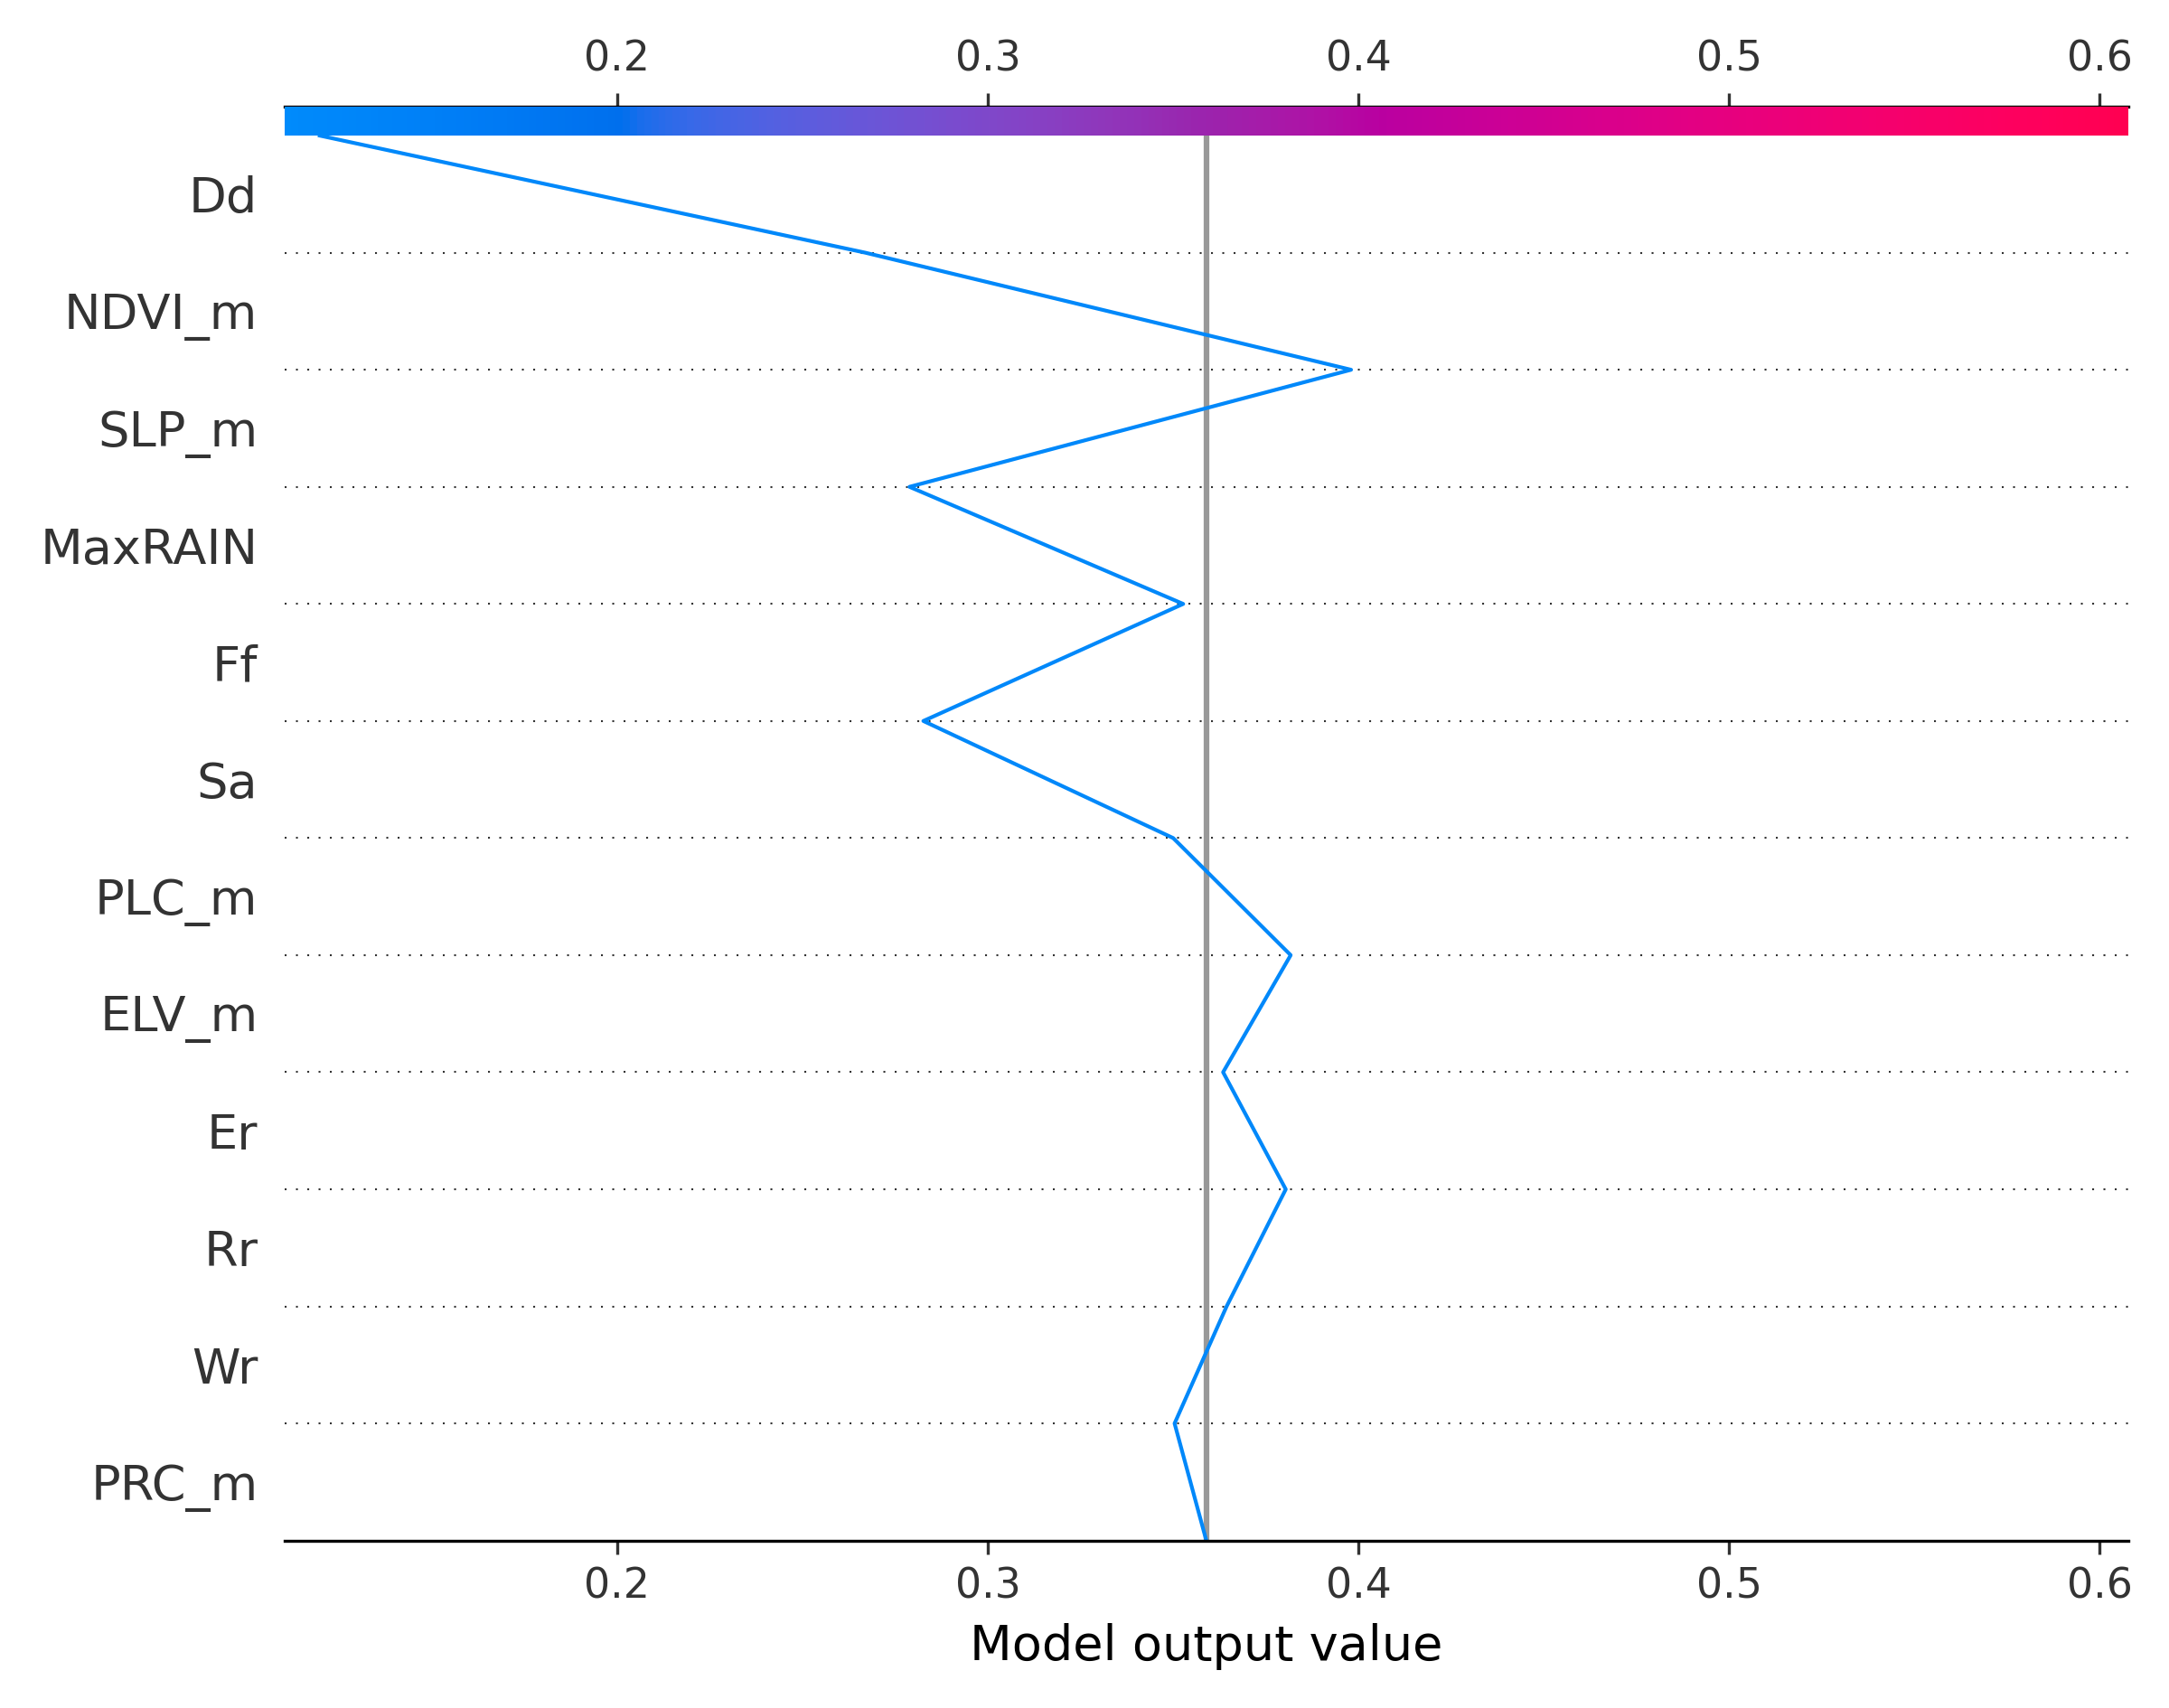 0.2 0.3 0.4 0.5 0.6
Dd
NDVI_m
SLP_m
MaxRAIN
Ff
Sa
PLC_m
ELV_m
Er
Rr
Wr
PRC_m
0.2 0.3 0.4 0.5 0.6
Model output value